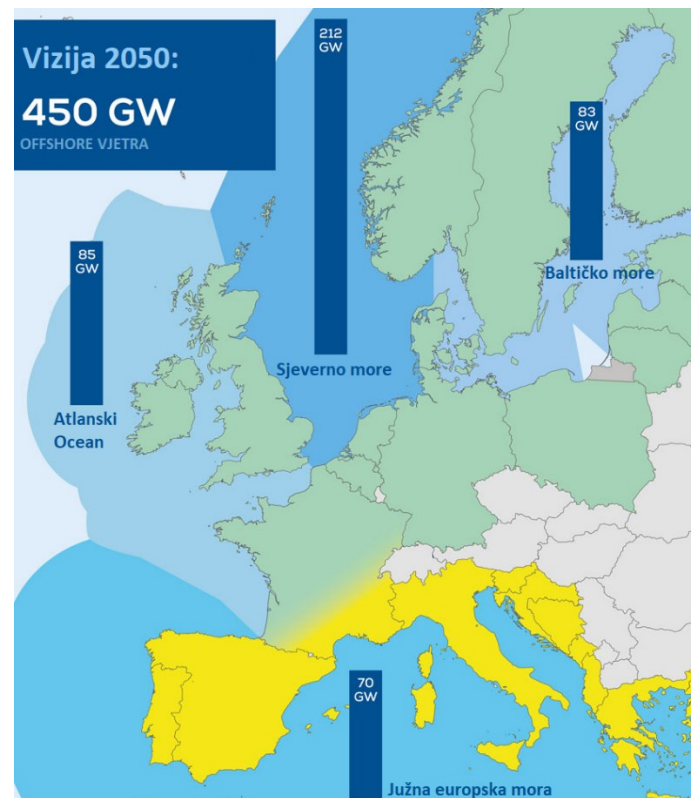 Vizija 2050:
450 GW
OFFSHORE VJETRA
212
GW
83
GW
85
GW
Baltičko more
Sjeverno more
Atlanski
Ocean
70
GW
Južna europska mora